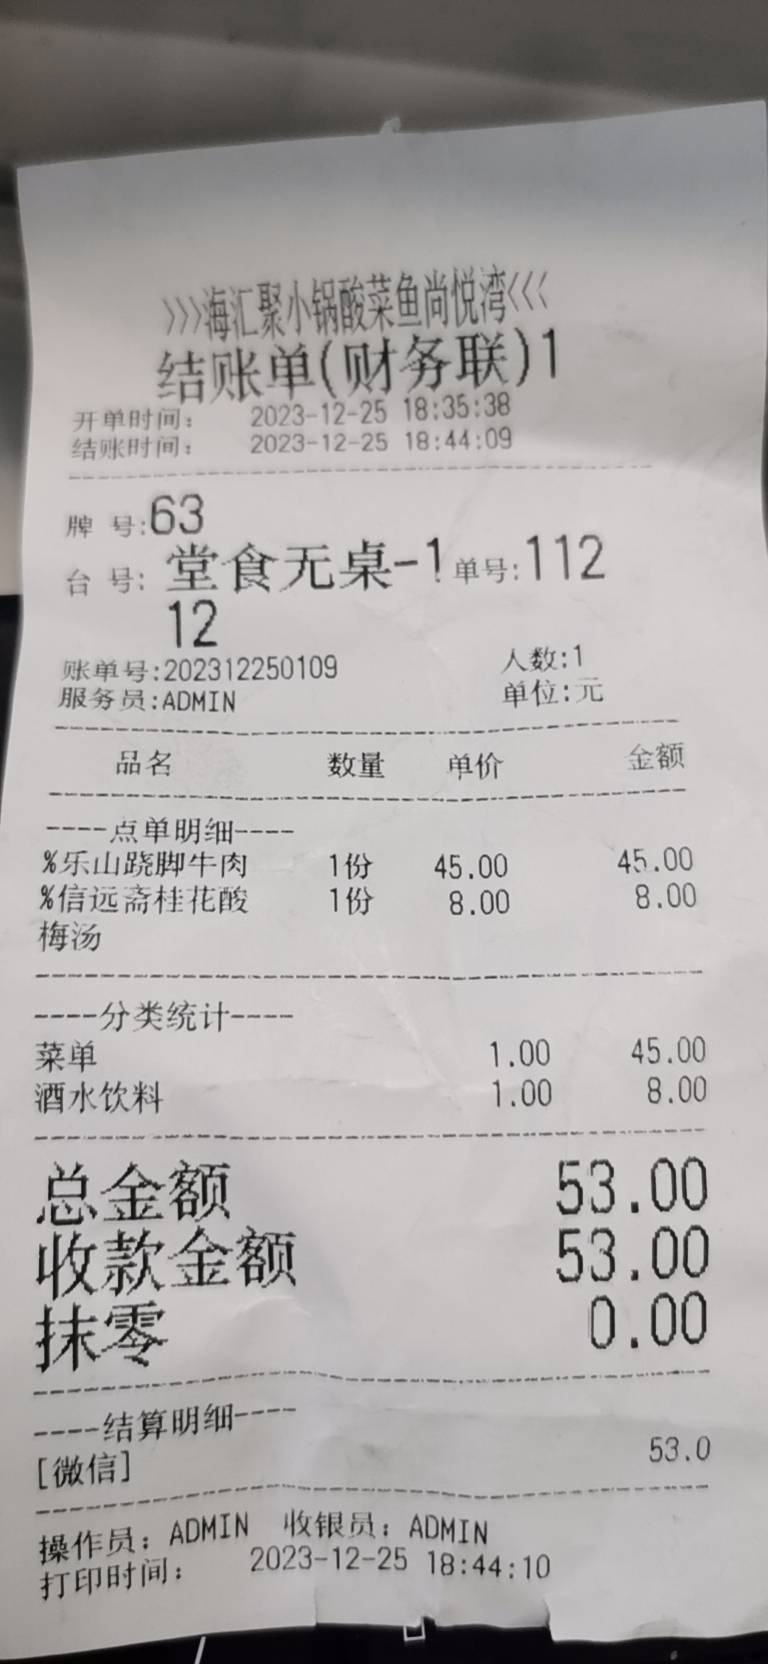 >>>海汇聚小锅酸菜鱼尚悦湾<<<
结账单(财务联)1
开单时间: 2023-12-25 18:35:38
结账时间: 2023-12-25 18:44:09
牌 号:63
台 号: 堂食无桌-1 单号:112
12
账单号:202312250109 人数:1
服务员:ADMIN 单位:元
品名 数量 单价 金额
----点单明细----
%乐山跷脚牛肉 1份 45.00 45.00
%信远斋桂花酸 1份 8.00 8.00
梅汤
----分类统计----
菜单 1.00 45.00
酒水饮料 1.00 8.00
总金额 53.00
收款金额 53.00
抹零 0.00
----结算明细----
[微信] 53.0
操作员: ADMIN 收银员: ADMIN
打印时间: 2023-12-25 18:44:10